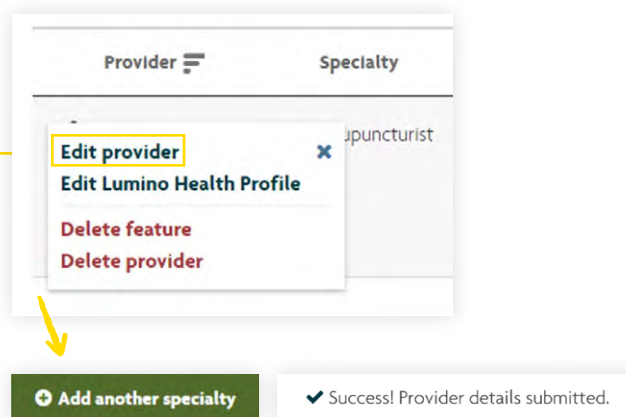 Provider Specialty
upuncturist
Edit provider
Edit Lumino Health Profile
Delete feature
Delete provider
Add another specialty
Success! Provider details submitted.